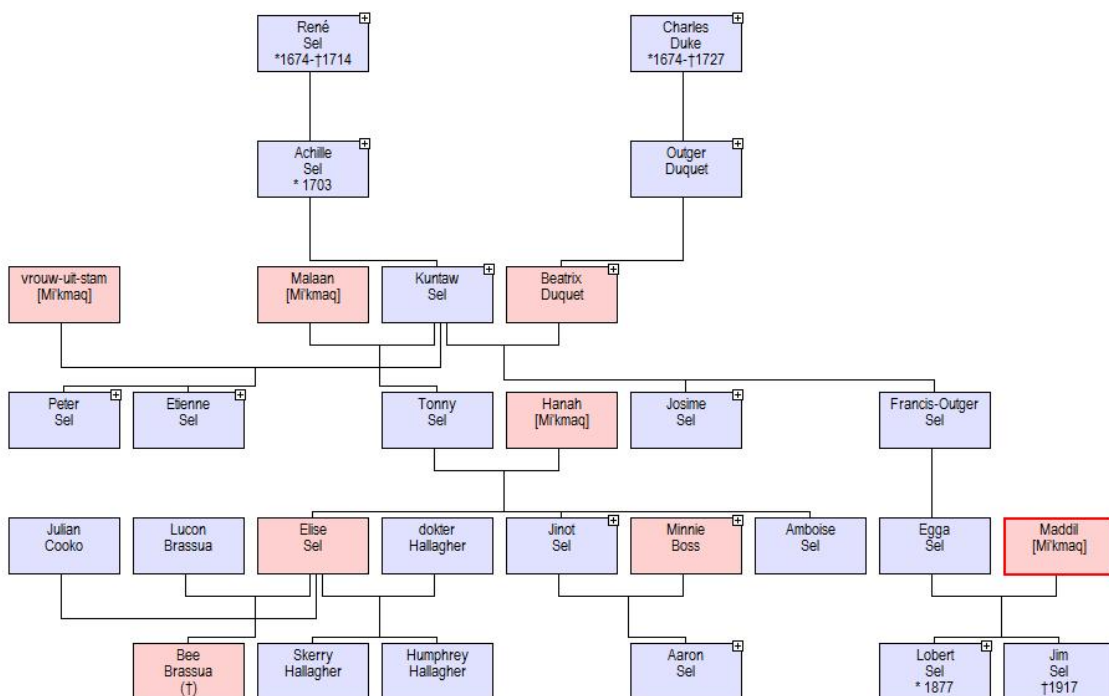 René
Sel
*1674-†1714
Charles
Duke
*1674-†1727
Achille
Sel
* 1703
Outger
Duquet
vrouw-uit-stam
[Mi'kmaq]
Malaan
[Mi'kmaq]
Kuntaw
Sel
Beatrix
Duquet
Peter
Sel
Etienne
Sel
Tonny
Sel
Hanah
[Mi'kmaq]
Josime
Sel
Francis-Outger
Sel
Julian
Cooko
Lucon
Brassua
Elise
Sel
dokter
Hallagher
Jinot
Sel
Minnie
Boss
Amboise
Sel
Egga
Sel
Maddil
[Mi'kmaq]
Bee
Brassua
(†)
Skerry
Hallagher
Humphrey
Hallagher
Aaron
Sel
Lobert
Sel
* 1877
Jim
Sel
†1917